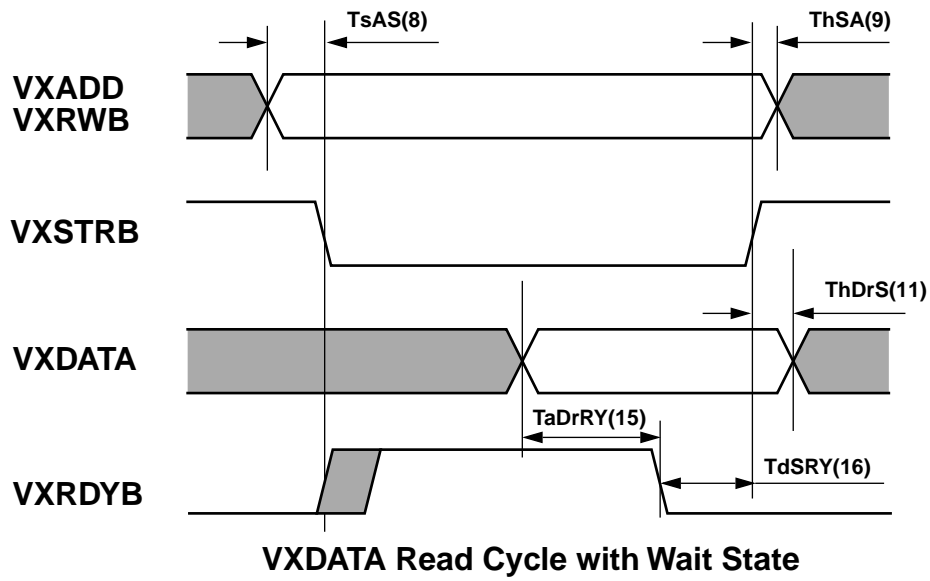 TsAS(8)
ThSA(9)
VXADD
VXRWB
VXSTRB
ThDrS(11)
VXDATA
TaDrRY(15)
TdSRY(16)
VXRDYB
VXDATA Read Cycle with Wait State